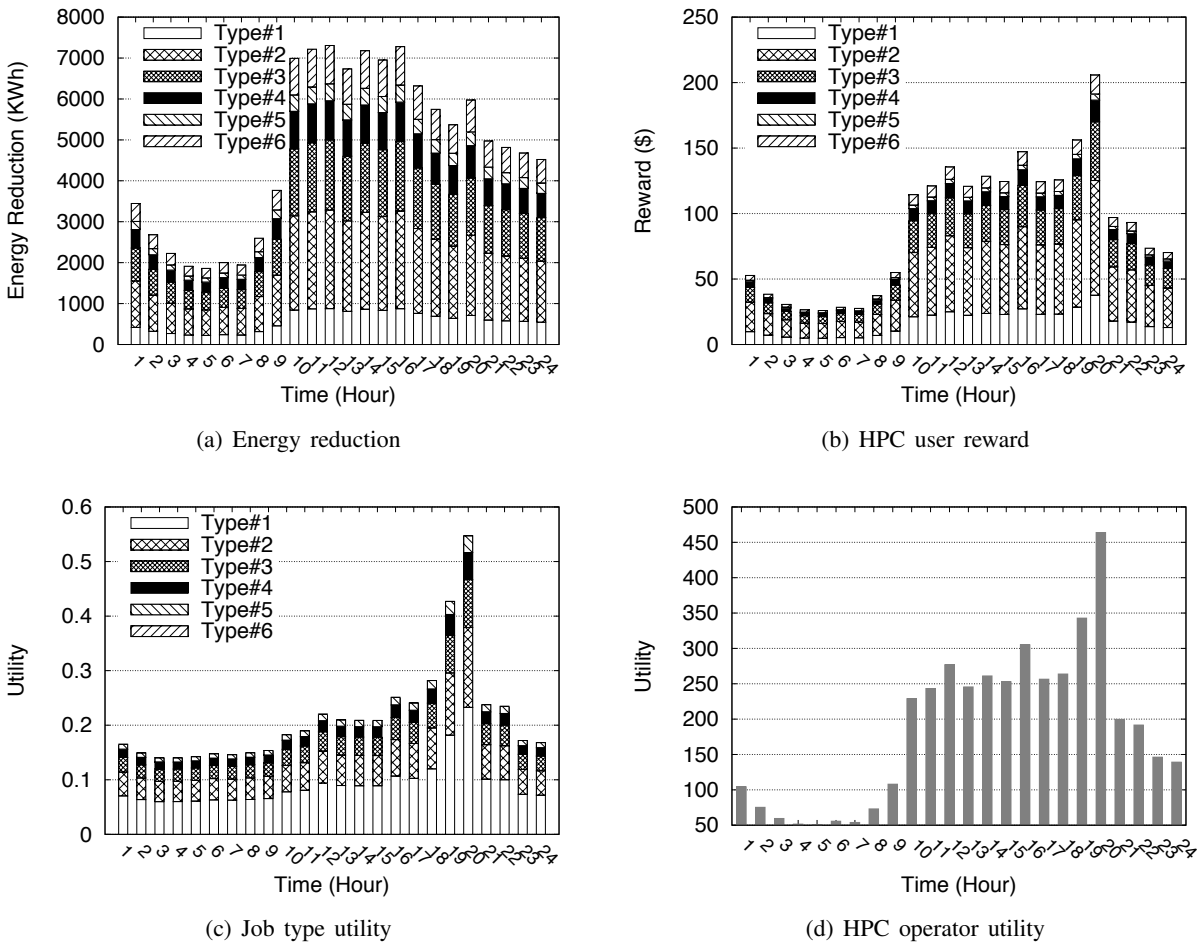 Energy Reduction (KWh)
8000
7000
6000
5000
4000
3000
2000
1000
0
Type#1
Type#2
Type#3
Type#4
Type#5
Type#6
1 2 3 4 5 6 7 8 9 10 11 12 13 14 15 16 17 18 19 20 21 22 23 24
Time (Hour)
(a) Energy reduction
Reward ($)
250
200
150
100
50
0
Type#1
Type#2
Type#3
Type#4
Type#5
Type#6
1 2 3 4 5 6 7 8 9 10 11 12 13 14 15 16 17 18 19 20 21 22 23 24
Time (Hour)
(b) HPC user reward
Utility
0.6
0.5
0.4
0.3
0.2
0.1
0
Type#1
Type#2
Type#3
Type#4
Type#5
Type#6
1 2 3 4 5 6 7 8 9 10 11 12 13 14 15 16 17 18 19 20 21 22 23 24
Time (Hour)
(c) Job type utility
Utility
500
450
400
350
300
250
200
150
100
50
1 2 3 4 5 6 7 8 9 10 11 12 13 14 15 16 17 18 19 20 21 22 23 24
Time (Hour)
(d) HPC operator utility